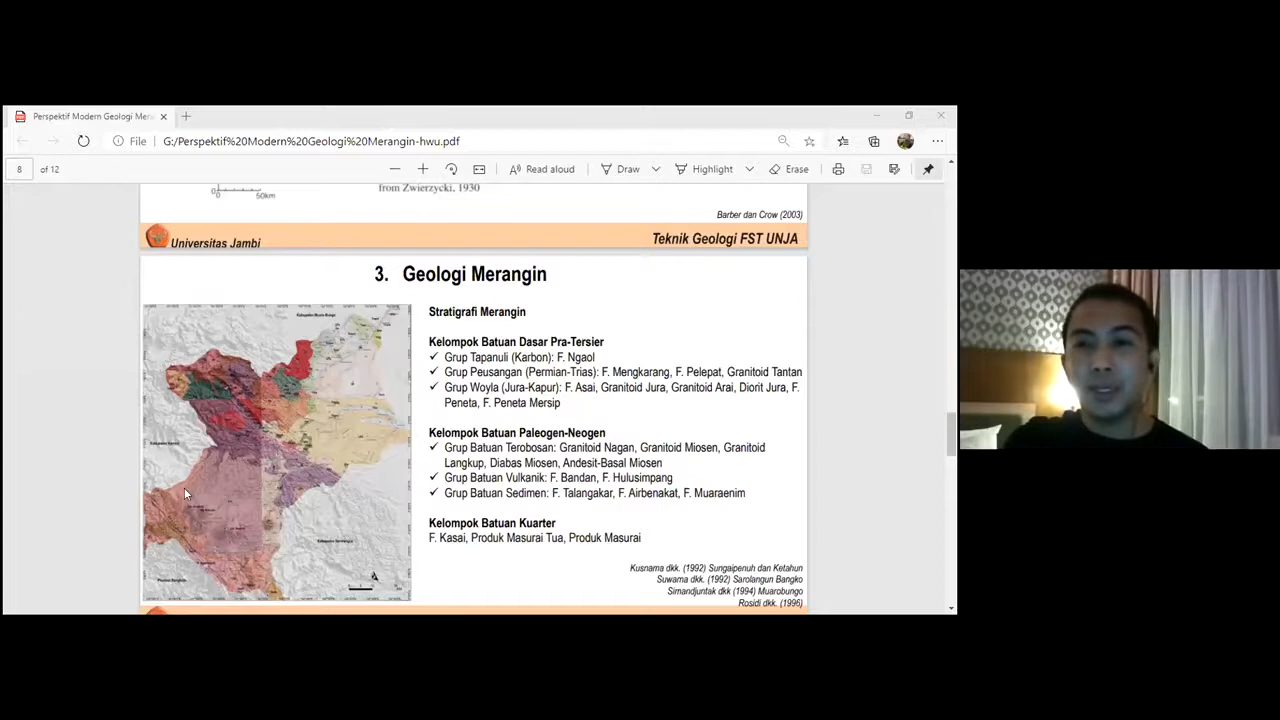 Perspektif Modern Geologi Mera
File
G:/Perspektif%20Modern%20Geologi%20Merangin-hwu.pdf
8
of 12
Read aloud
Draw
Highlight
Erase
0
50km
from Zwierzycki, 1930
Barber dan Crow (2003)
Universitas Jambi
Teknik Geologi FST UNJA
3. Geologi Merangin
Stratigrafi Merangin
Kelompok Batuan Dasar Pra-Tersier
✓ Grup Tapanuli (Karbon): F. Ngaol
✓ Grup Peusangan (Permian-Trias): F. Mengkarang, F. Pelepat, Granitoid Tantan
✓ Grup Woyla (Jura-Kapur): F. Asai, Granitoid Jura, Granitoid Arai, Diorit Jura, F.
Peneta, F. Peneta Mersip
Kelompok Batuan Paleogen-Neogen
✓ Grup Batuan Terobosan: Granitoid Nagan, Granitoid Miosen, Granitoid
Langkup, Diabas Miosen, Andesit-Basal Miosen
✓ Grup Batuan Vulkanik: F. Bandan, F. Hulusimpang
✓ Grup Batuan Sedimen: F. Talangakar, F. Airbenakat, F. Muaraenim
Kelompok Batuan Kuarter
F. Kasai, Produk Masurai Tua, Produk Masurai
Kusnama dkk. (1992) Sungaipenuh dan Ketahun
Suwarna dkk. (1992) Sarolangun Bangko
Simandjuntak dkk (1994) Muarobungo
Rosidi dkk. (1996)